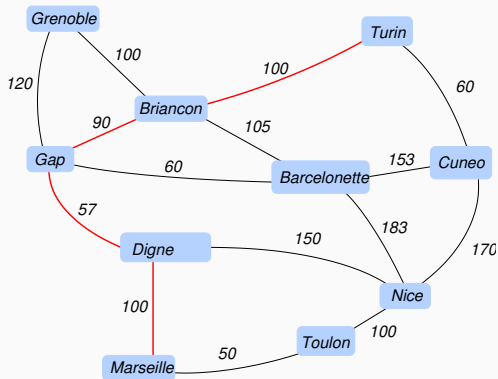 Grenoble
Turin
100
120
100
60
Briancon
90
105
Gap
60
Barcelonette
153
Cuneo
57
183
Digne
150
170
Nice
100
100
Toulon
50
Marseille